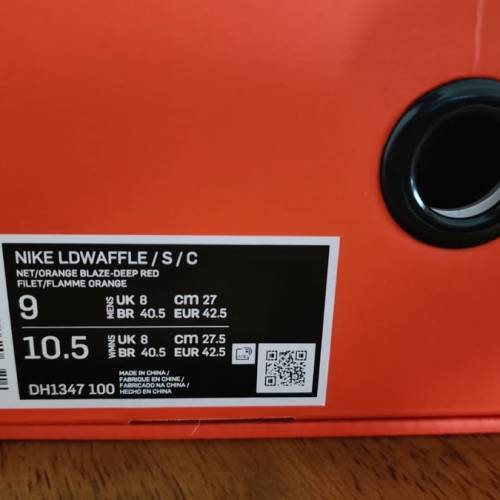 NIKE LDWAFFLE / S / C
NET/ORANGE BLAZE-DEEP RED
FILET/FLAMME ORANGE
9 MENS UK 8 CM 27
BR 40.5 EUR 42.5
10.5 WMNS UK 8 CM 27.5
BR 40.5 EUR 42.5
DH1347 100
MADE IN CHINA /
FABRIQUE EN CHINE /
FABRICADO NA CHINA /
HECHO EN CHINA